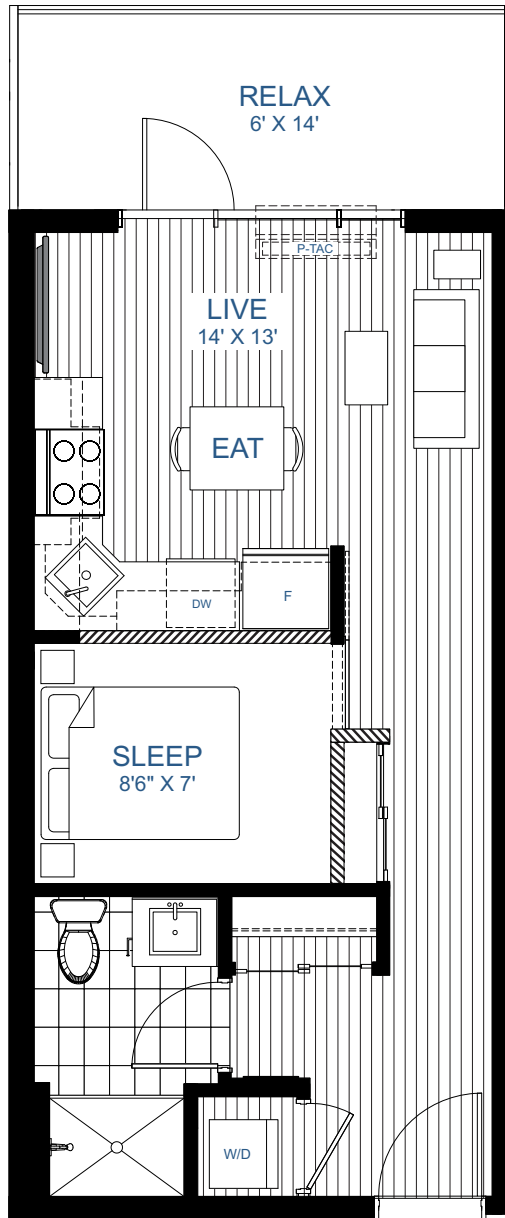 RELAX
6' X 14'
P-TAC
LIVE
14' X 13'
EAT
DW
F
SLEEP
8'6" X 7'
W/D